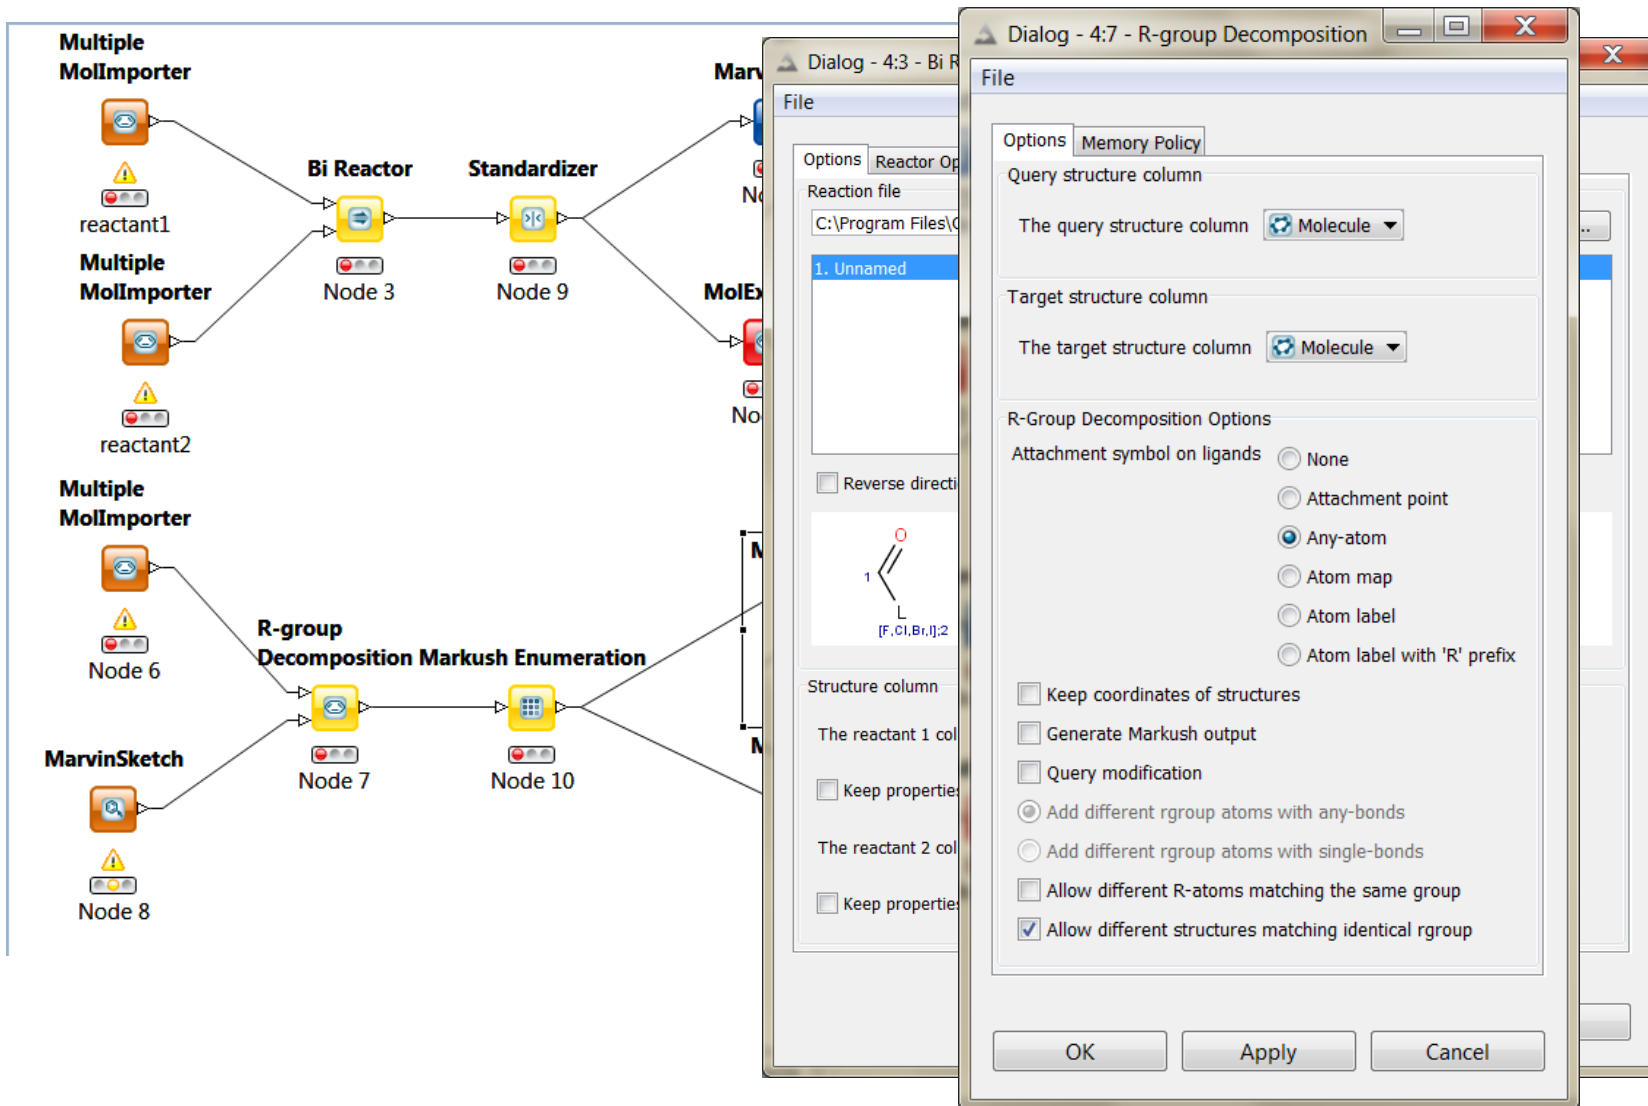 Multiple
MolImporter
reactant1
Multiple
MolImporter
reactant2
Bi Reactor
Node 3
Standardizer
Node 9
Multiple
MolImporter
Node 6
MarvinSketch
Node 8
R-group
Decomposition
Node 7
Markush Enumeration
Node 10
Marv
No
MolEx
No
M
M
Dialog - 4:3 - Bi R
File
Options
Reactor Op
Reaction file
C:\Program Files\C
..
1. Unnamed
Reverse directi
O
1
L
[F,Cl,Br,I];2
Structure column
The reactant 1 col
Keep properties
The reactant 2 col
Keep properties
Dialog - 4:7 - R-group Decomposition
File
Options
Memory Policy
Query structure column
The query structure column
Molecule
Target structure column
The target structure column
Molecule
R-Group Decomposition Options
Attachment symbol on ligands
None
Attachment point
Any-atom
Atom map
Atom label
Atom label with 'R' prefix
Keep coordinates of structures
Generate Markush output
Query modification
Add different rgroup atoms with any-bonds
Add different rgroup atoms with single-bonds
Allow different R-atoms matching the same group
Allow different structures matching identical rgroup
OK
Apply
Cancel